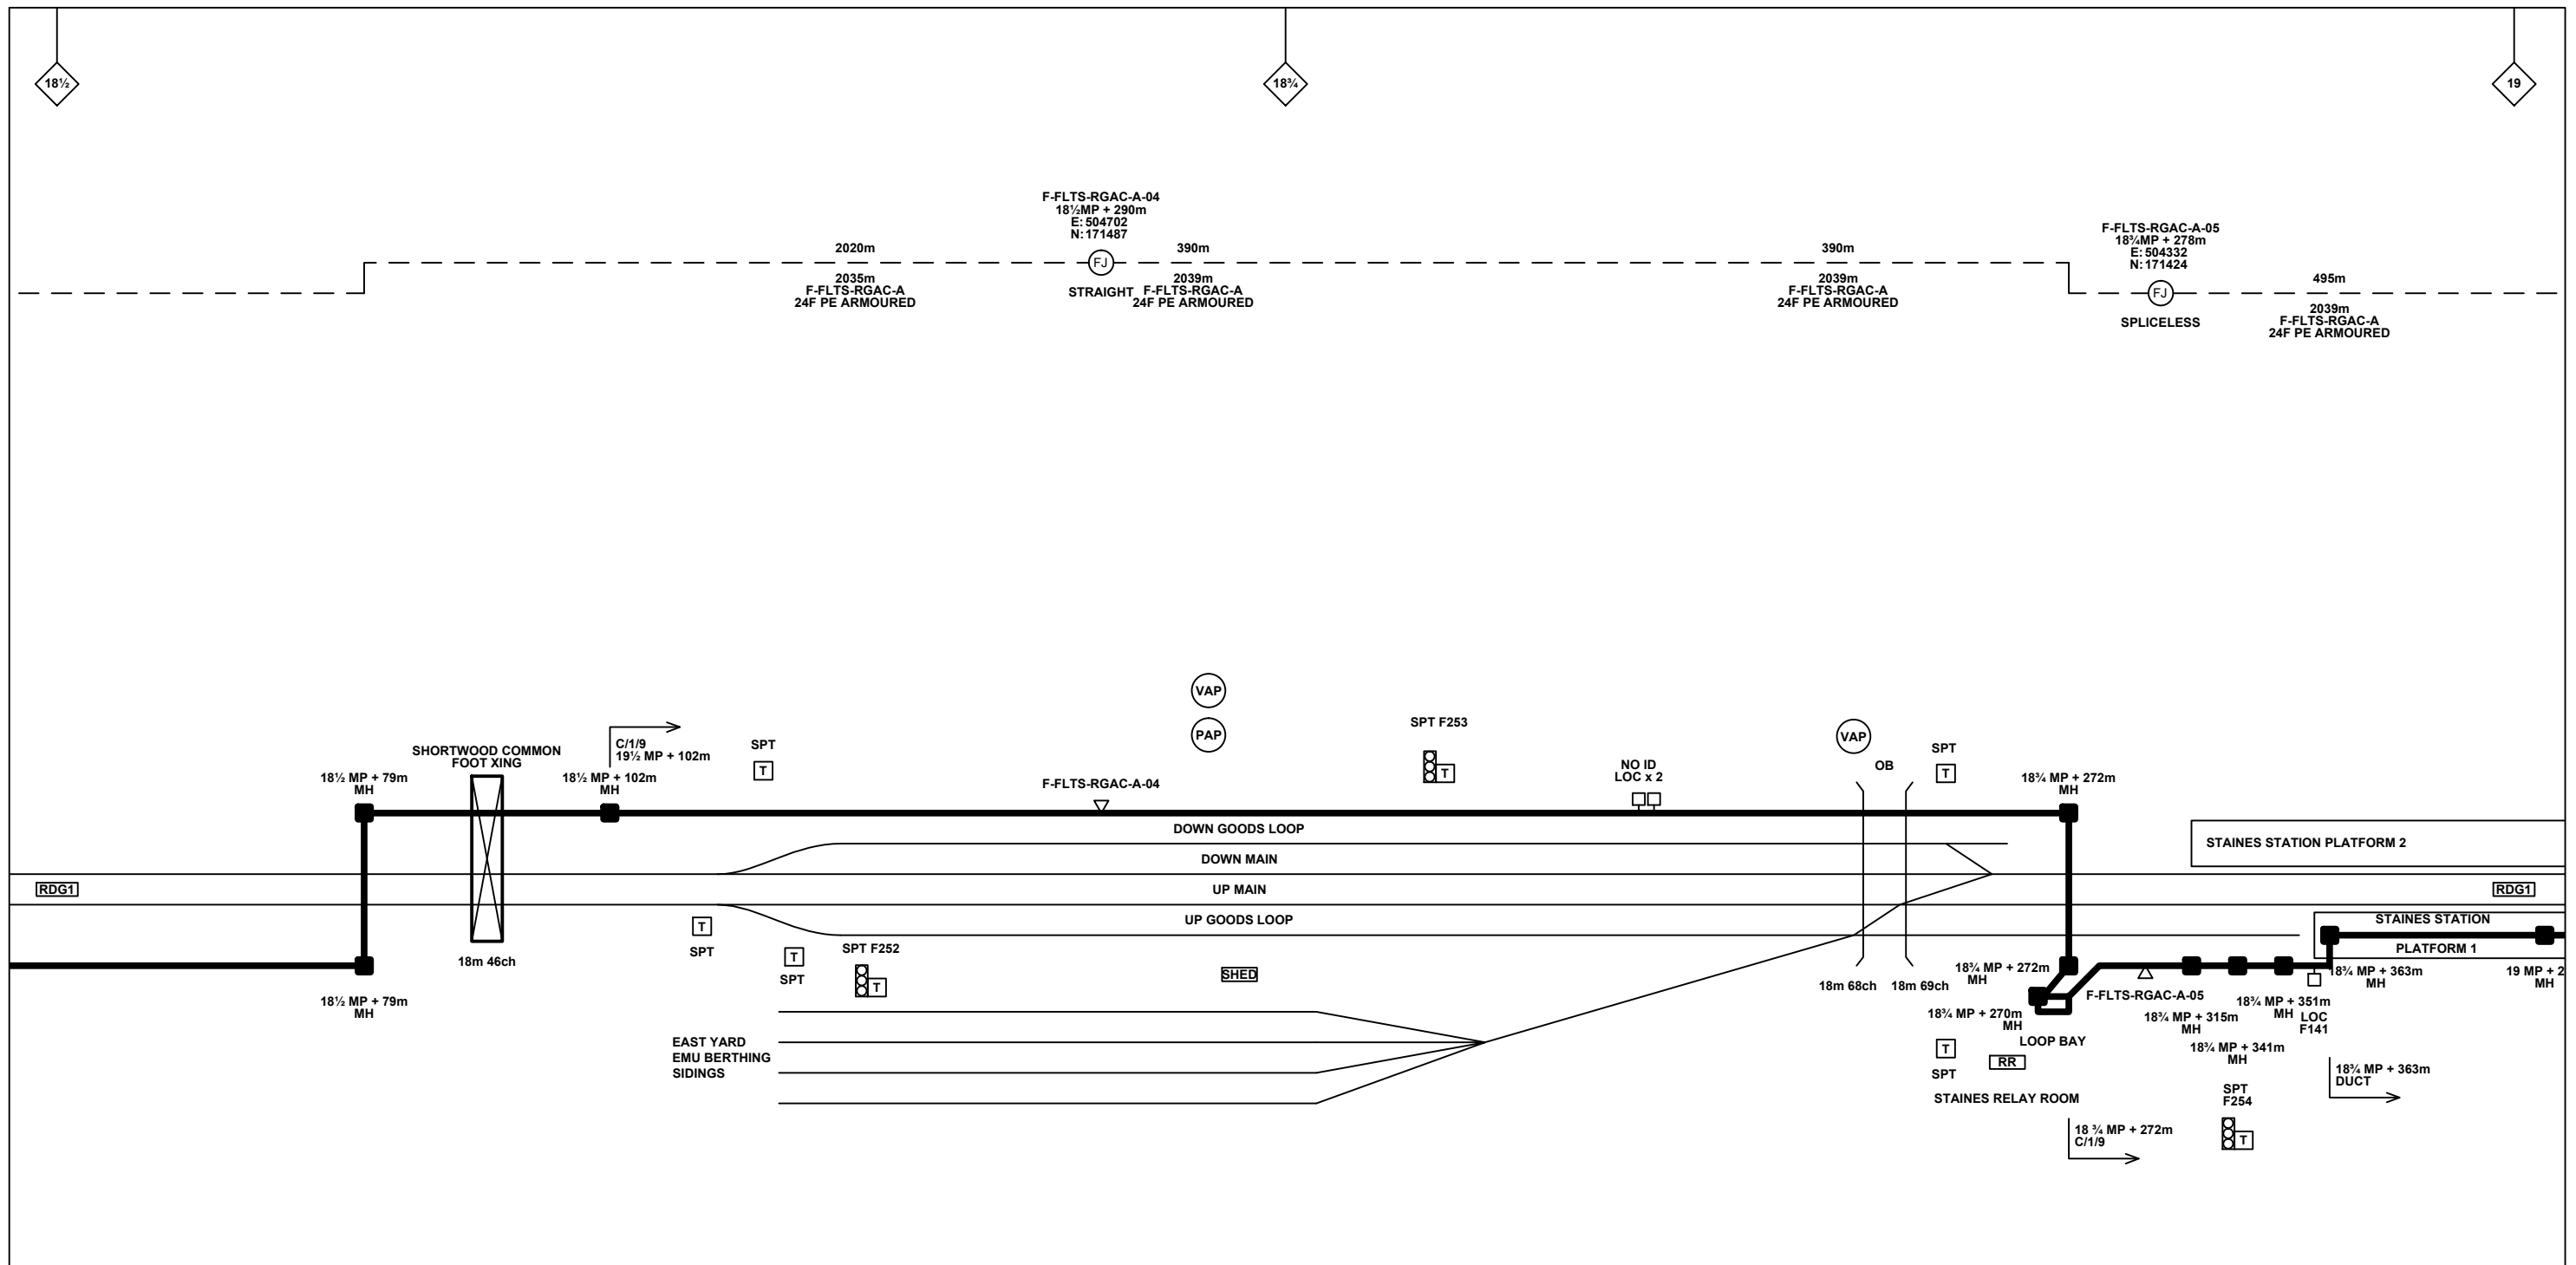 18½
18¾
19
F-FLTS-RGAC-A-04
18½MP + 290m
E: 504702
N: 171487
F-FLTS-RGAC-A-05
18¾MP + 278m
E: 504332
N: 171424
2020m
FJ
390m
390m
2035m
F-FLTS-RGAC-A
24F PE ARMOURED
STRAIGHT
2039m
F-FLTS-RGAC-A
24F PE ARMOURED
2039m
F-FLTS-RGAC-A
24F PE ARMOURED
FJ
495m
SPLICELESS
2039m
F-FLTS-RGAC-A
24F PE ARMOURED
VAP
PAP
SPT F253
T
VAP
C/1/9
19½ MP + 102m
SHORTWOOD COMMON
FOOT XING
SPT
T
18½ MP + 79m
MH
18½ MP + 102m
MH
F-FLTS-RGAC-A-04
NO ID
LOC x 2
OB
SPT
T
18¾ MP + 272m
MH
DOWN GOODS LOOP
DOWN MAIN
UP MAIN
UP GOODS LOOP
RDG1
RDG1
STAINES STATION PLATFORM 2
STAINES STATION
PLATFORM 1
T
SPT
T
SPT
SPT F252
T
SHED
18m 46ch
18½ MP + 79m
MH
18m 68ch
18m 69ch
18¾ MP + 272m
MH
18¾ MP + 270m
MH
F-FLTS-RGAC-A-05
18¾ MP + 363m
MH
19 MP + 2
MH
18¾ MP + 351m
MH
LOC
F141
18¾ MP + 315m
MH
18¾ MP + 341m
MH
EAST YARD
EMU BERTHING
SIDINGS
LOOP BAY
T
SPT
RR
STAINES RELAY ROOM
18¾ MP + 363m
DUCT
SPT
F254
T
18 ¾ MP + 272m
C/1/9